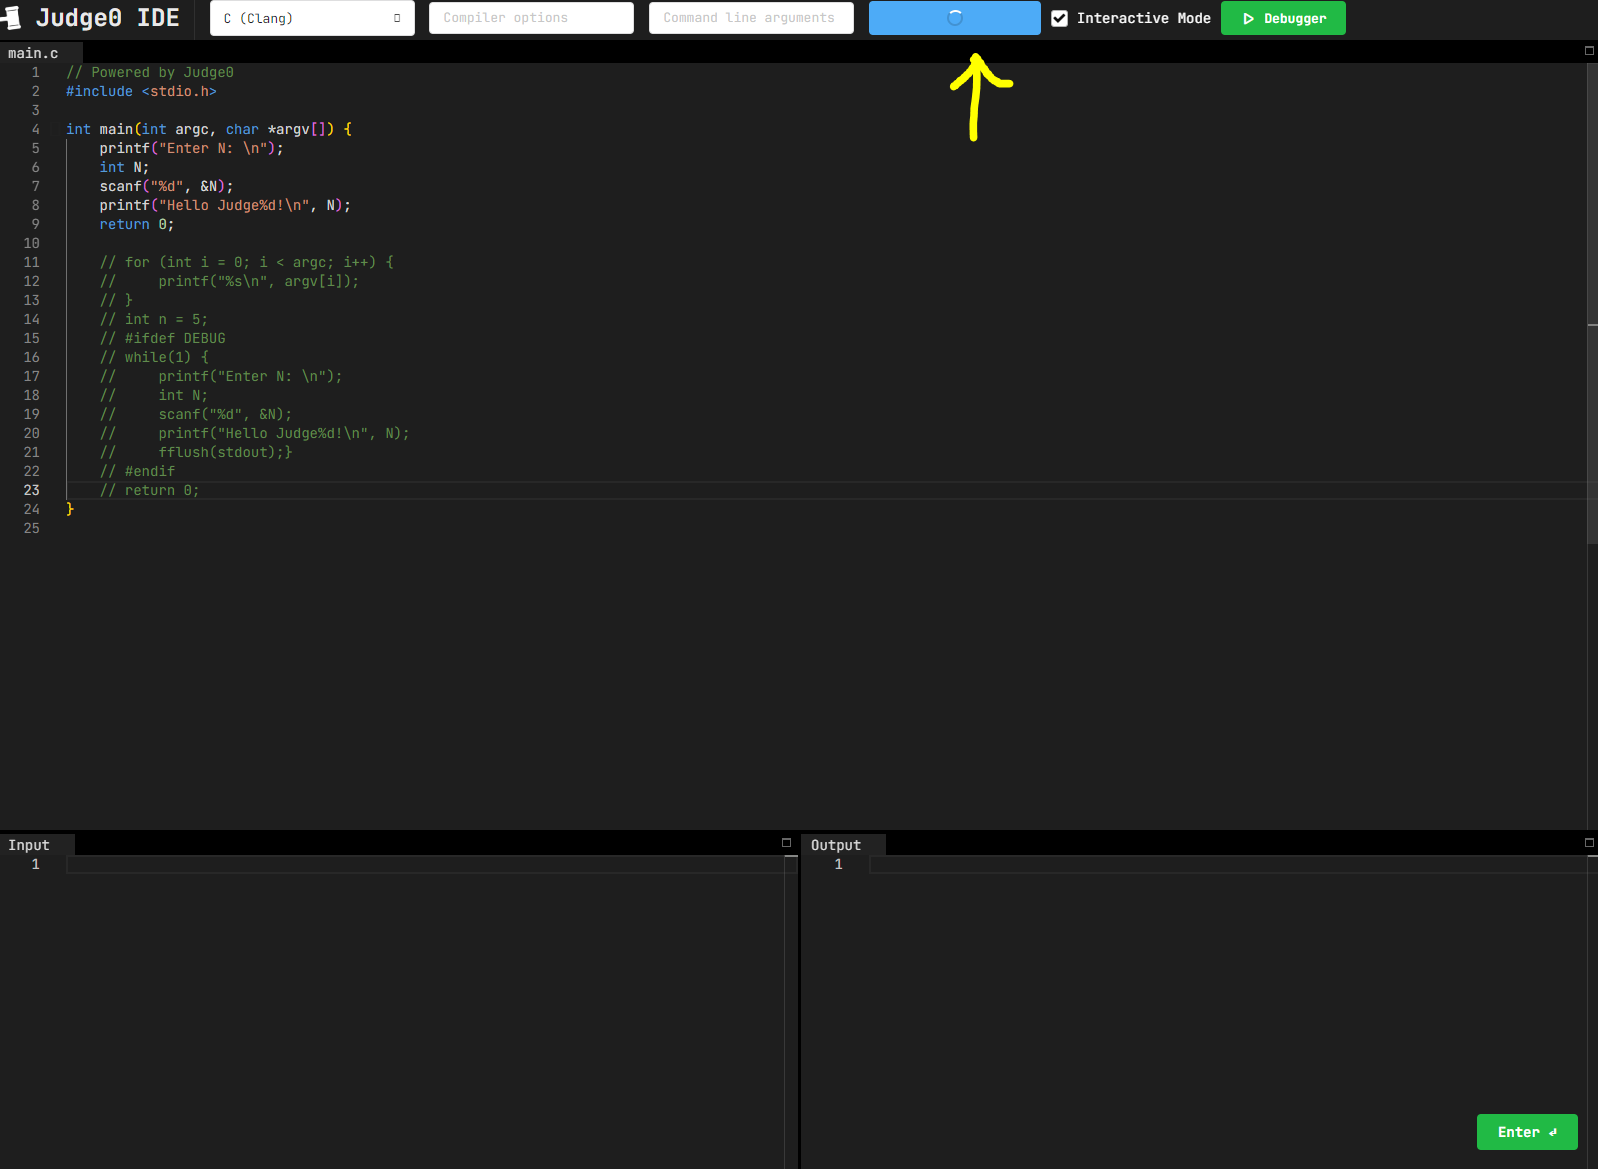 Judge0 IDE
C (Clang)
Compiler options
Command line arguments
Interactive Mode
Debugger
main.c
1 // Powered by Judge0
2 #include <stdio.h>
3
4 int main(int argc, char *argv[]) {
5     printf("Enter N: \n");
6     int N;
7     scanf("%d", &N);
8     printf("Hello Judge%d!\n", N);
9     return 0;
10
11     // for (int i = 0; i < argc; i++) {
12     //     printf("%s\n", argv[i]);
13     // }
14     // int n = 5;
15     // #ifdef DEBUG
16     // while(1) {
17     //     printf("Enter N: \n");
18     //     int N;
19     //     scanf("%d", &N);
20     //     printf("Hello Judge%d!\n", N);
21     //     fflush(stdout);}
22     // #endif
23     // return 0;
24 }
25
Input
1
Output
1
Enter ↵